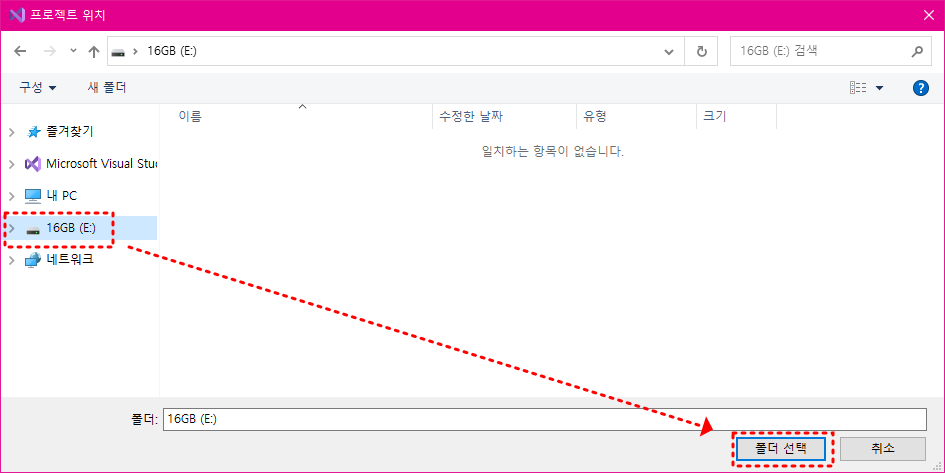 프로젝트 위치
16GB (E:)
16GB (E:) 검색
구성
새 폴더
이름
수정한 날짜
유형
크기
일치하는 항목이 없습니다.
즐겨찾기
Microsoft Visual Stu
내 PC
16GB (E:)
네트워크
폴더:
16GB (E:)
폴더 선택
취소